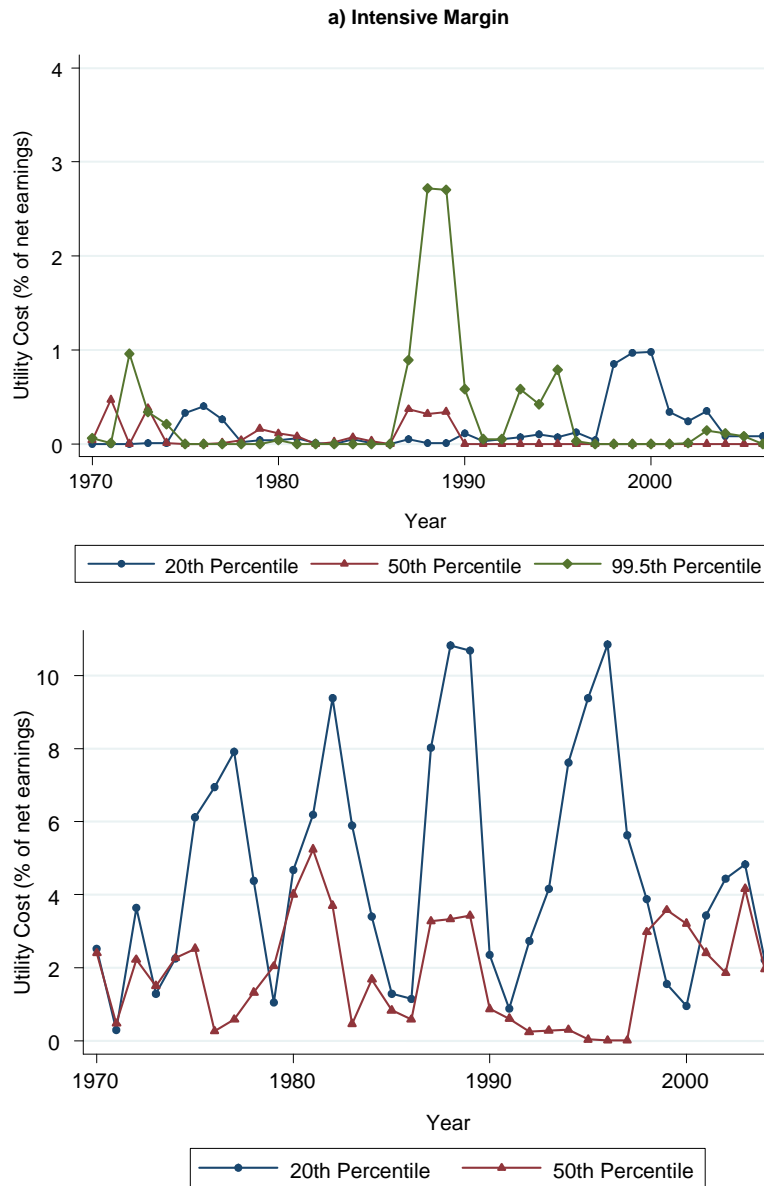 a) Intensive Margin
4
3
2
1
0
Utility Cost (% of net earnings)
1970 1980 1990 2000
Year
20th Percentile 50th Percentile 99.5th Percentile
10
8
6
4
2
0
Utility Cost (% of net earnings)
1970 1980 1990 2000
Year
20th Percentile 50th Percentile